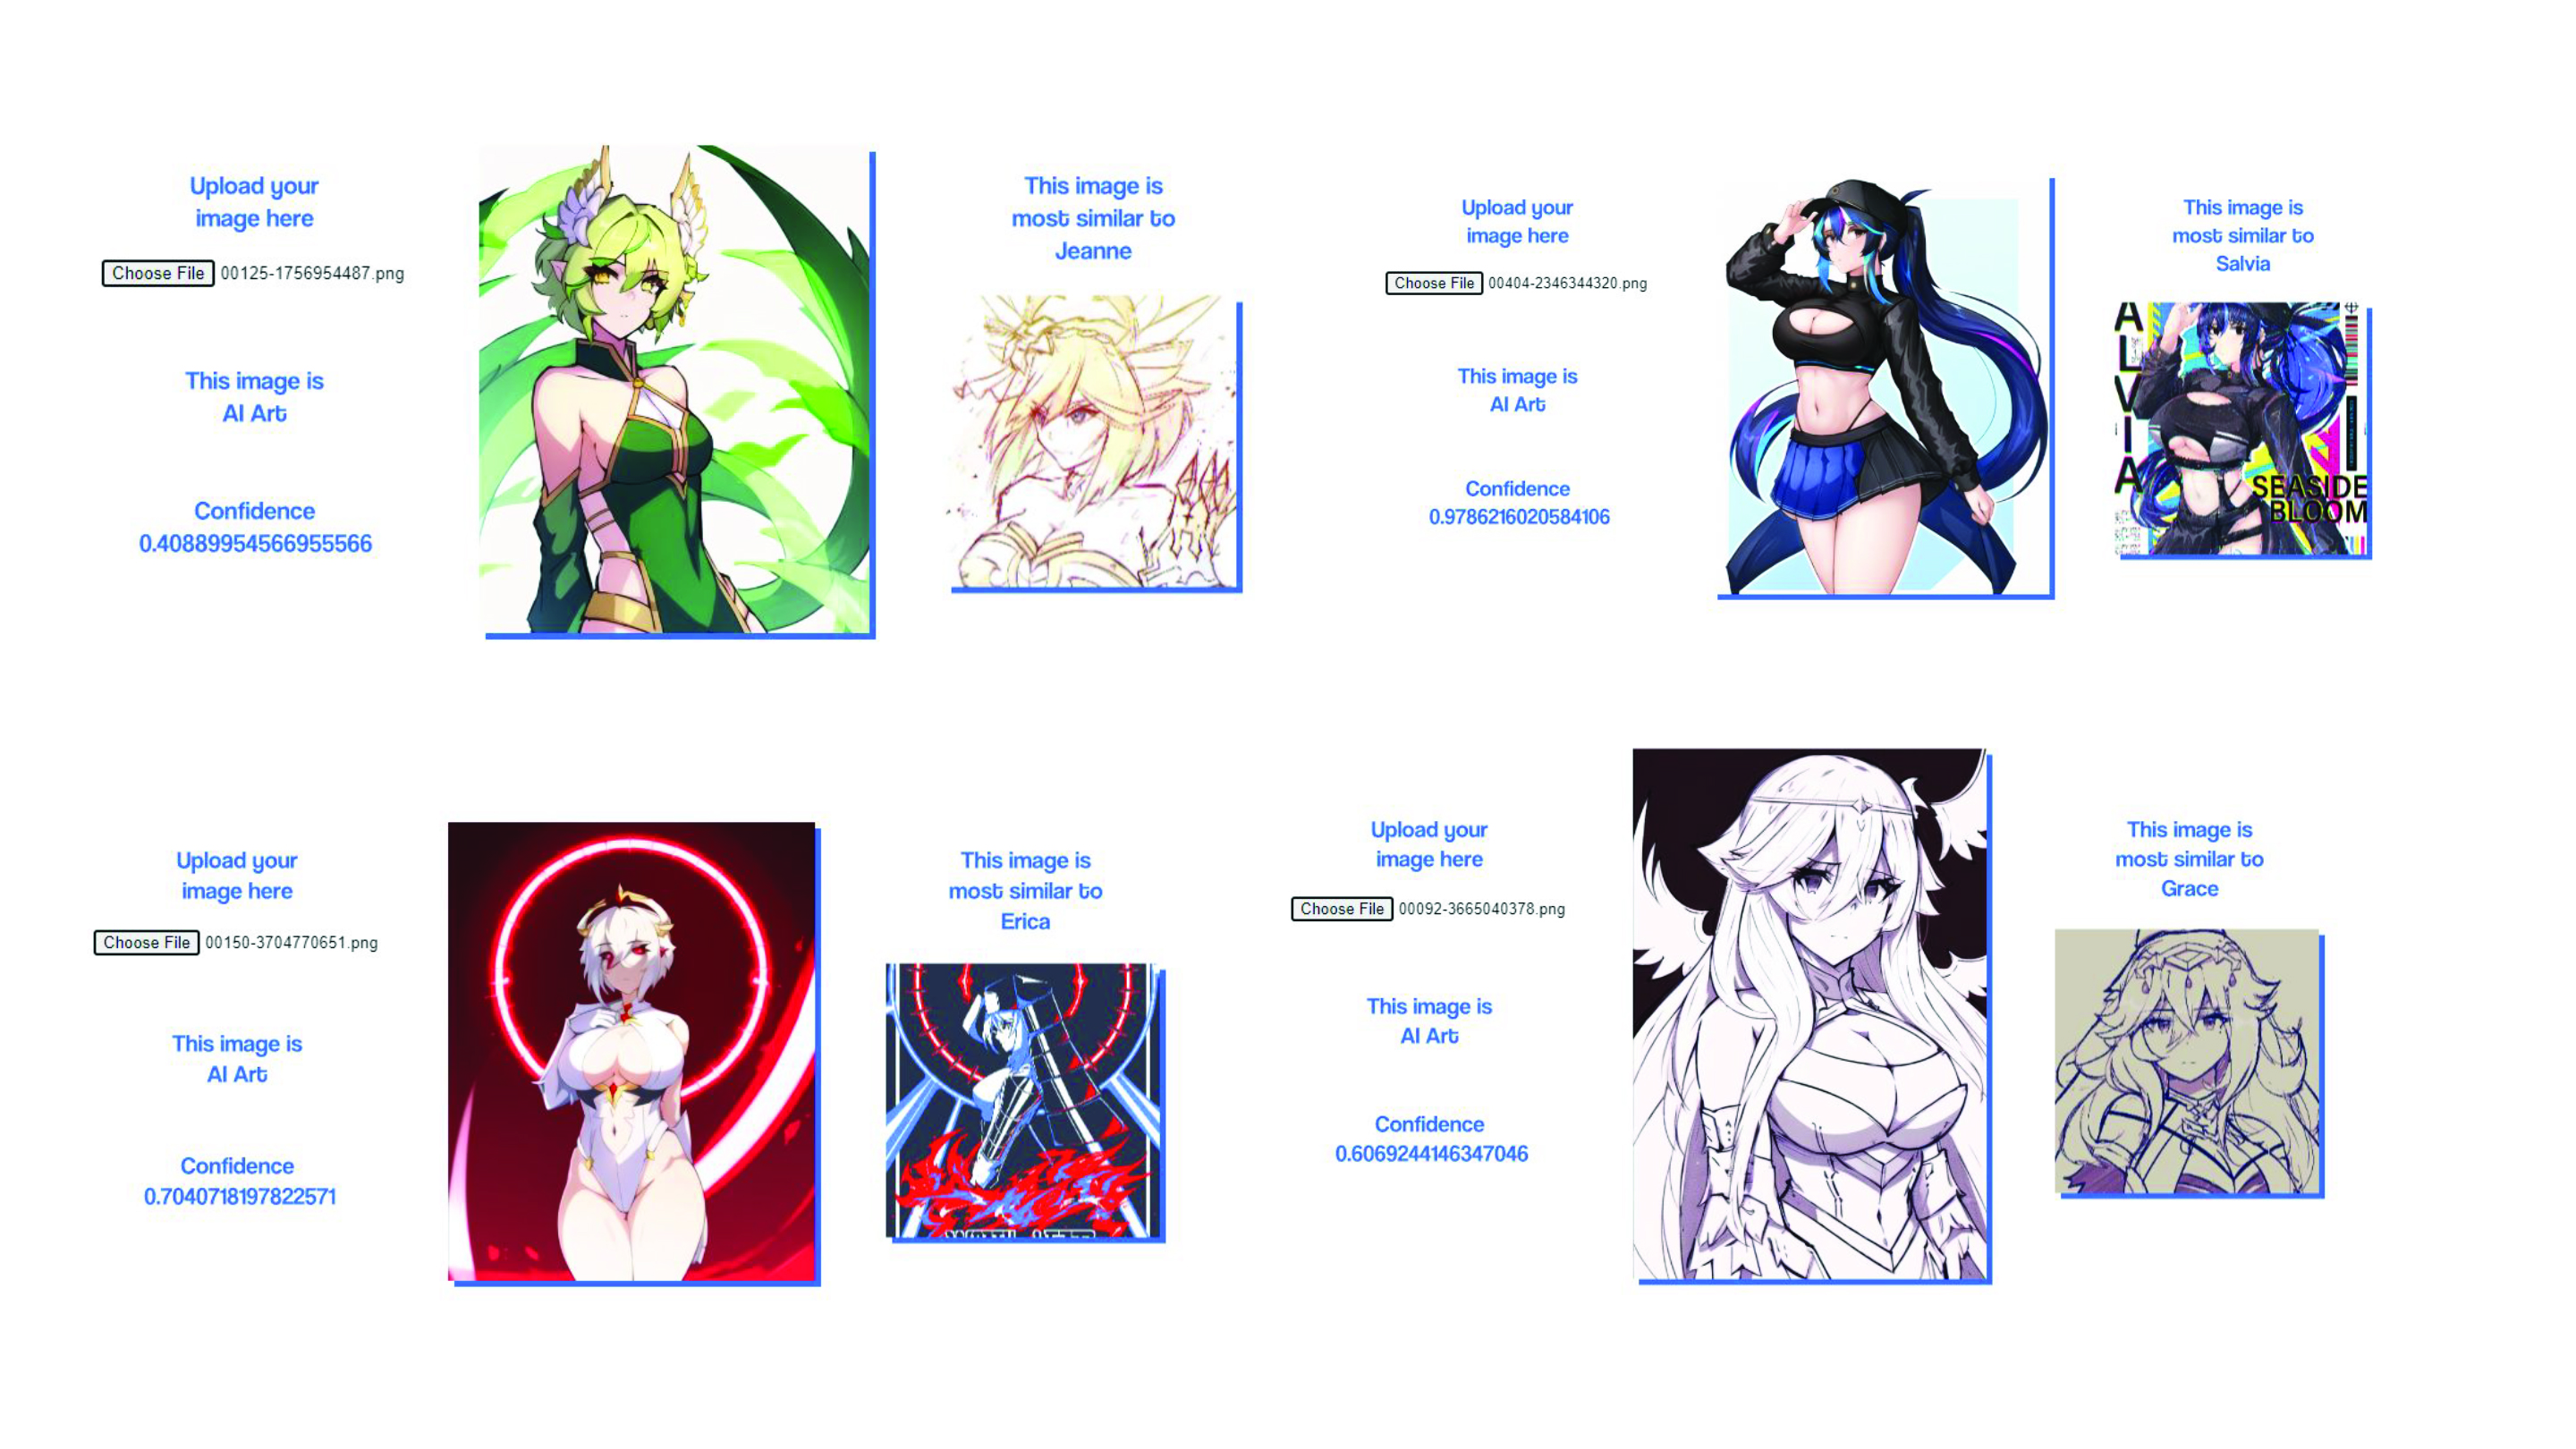 Upload your
image here
Choose File 00125-1756954487.png
This image is
AI Art
Confidence
0.40889954566955566
This image is
most similar to
Jeanne
Upload your
image here
Choose File 00404-2346344320.png
This image is
AI Art
Confidence
0.9786216020584106
This image is
most similar to
Salvia
ALVIA
SEASIDE
BLOOM
Upload your
image here
Choose File 00150-3704770651.png
This image is
AI Art
Confidence
0.7040718197822571
This image is
most similar to
Erica
Upload your
image here
Choose File 00092-3665040378.png
This image is
AI Art
Confidence
0.6069244146347046
This image is
most similar to
Grace